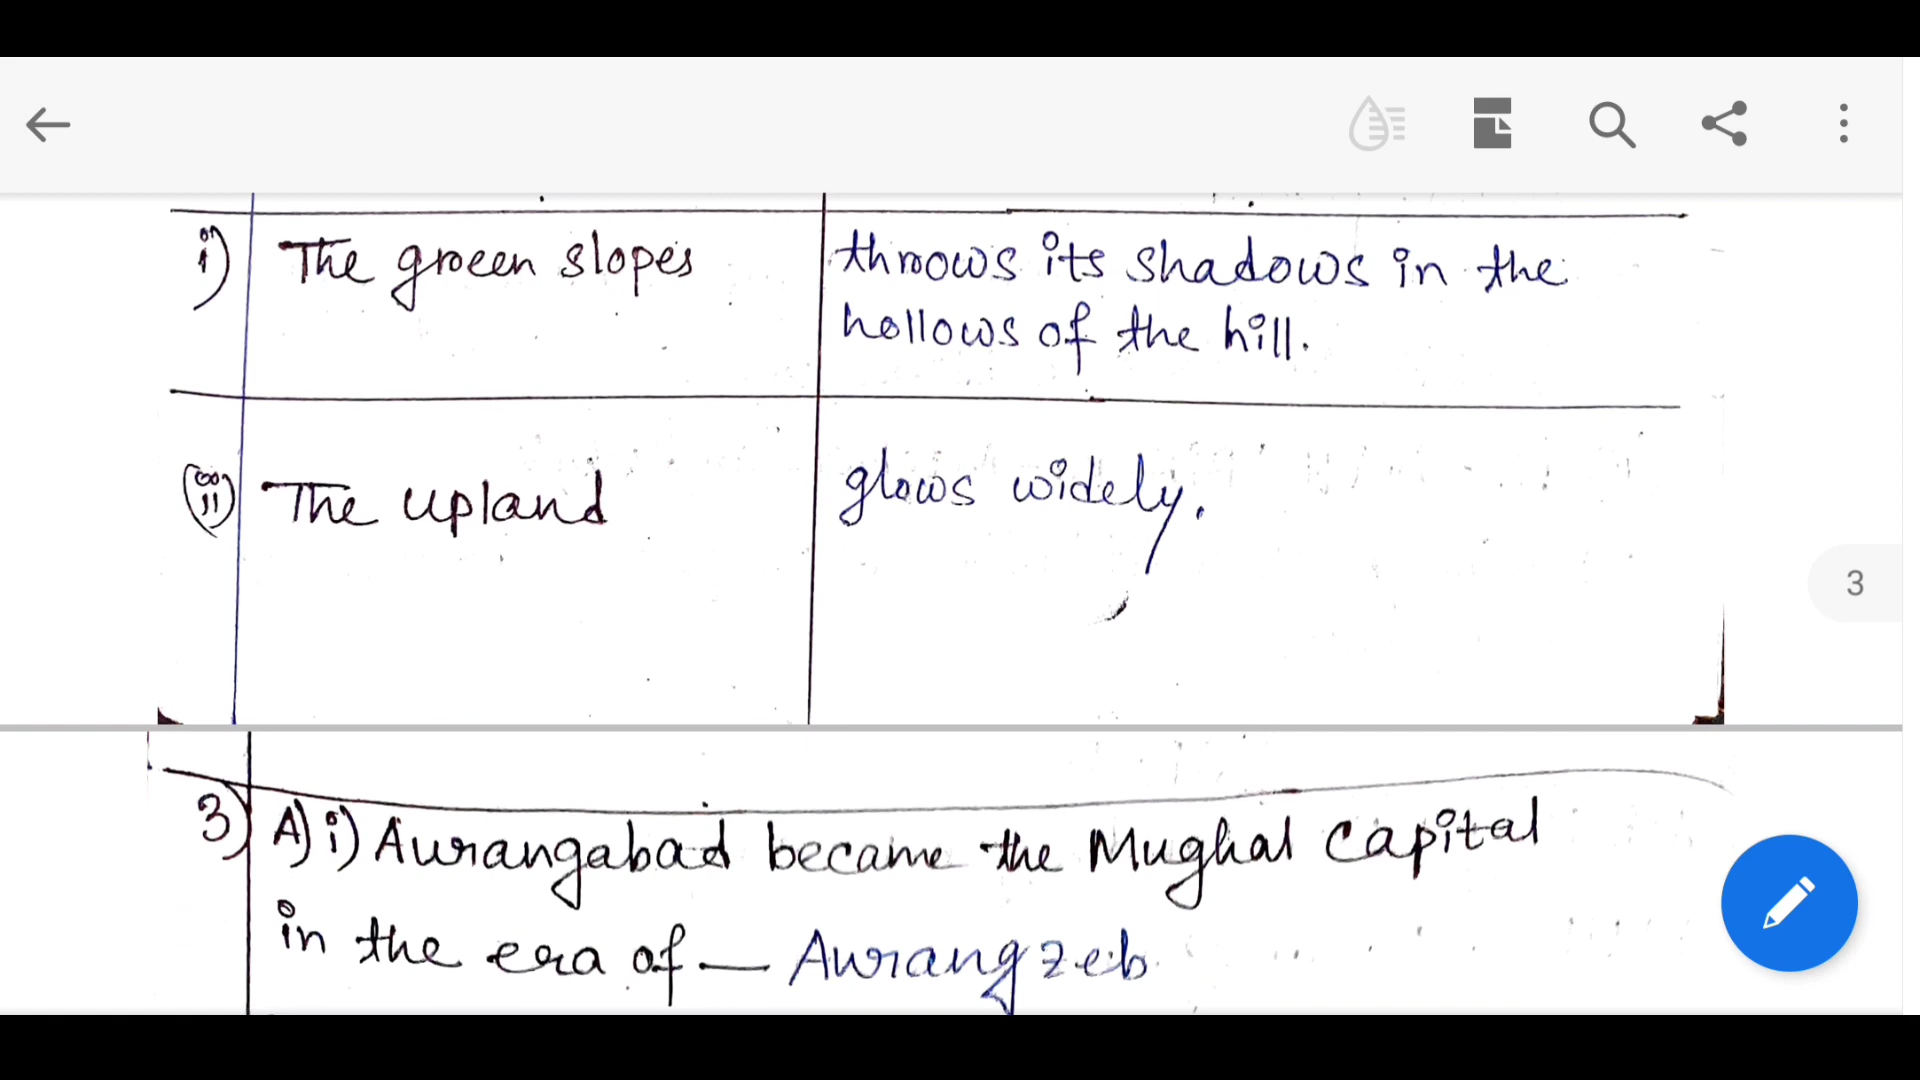 i) The green slopes
throws its shadows in the
hollows of the hill.
(ii) The upland
glows widely.
3
3) A) i) Aurangabad became the Mughal Capital
in the era of — Aurangzeb